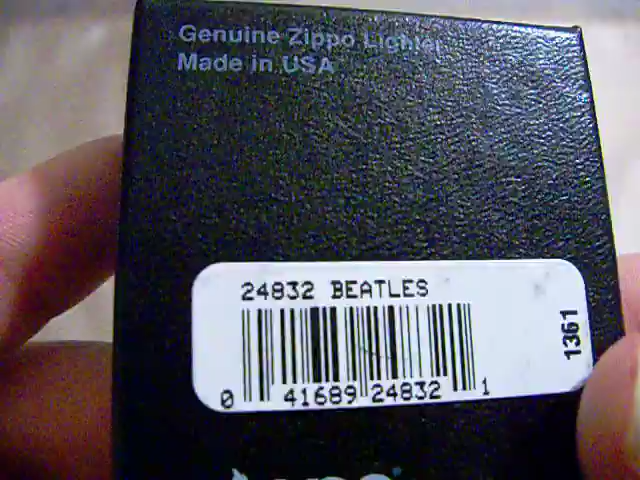 Genuine Zippo Lighter
Made in USA
24832 BEATLES
1361
0 41689 24832 1